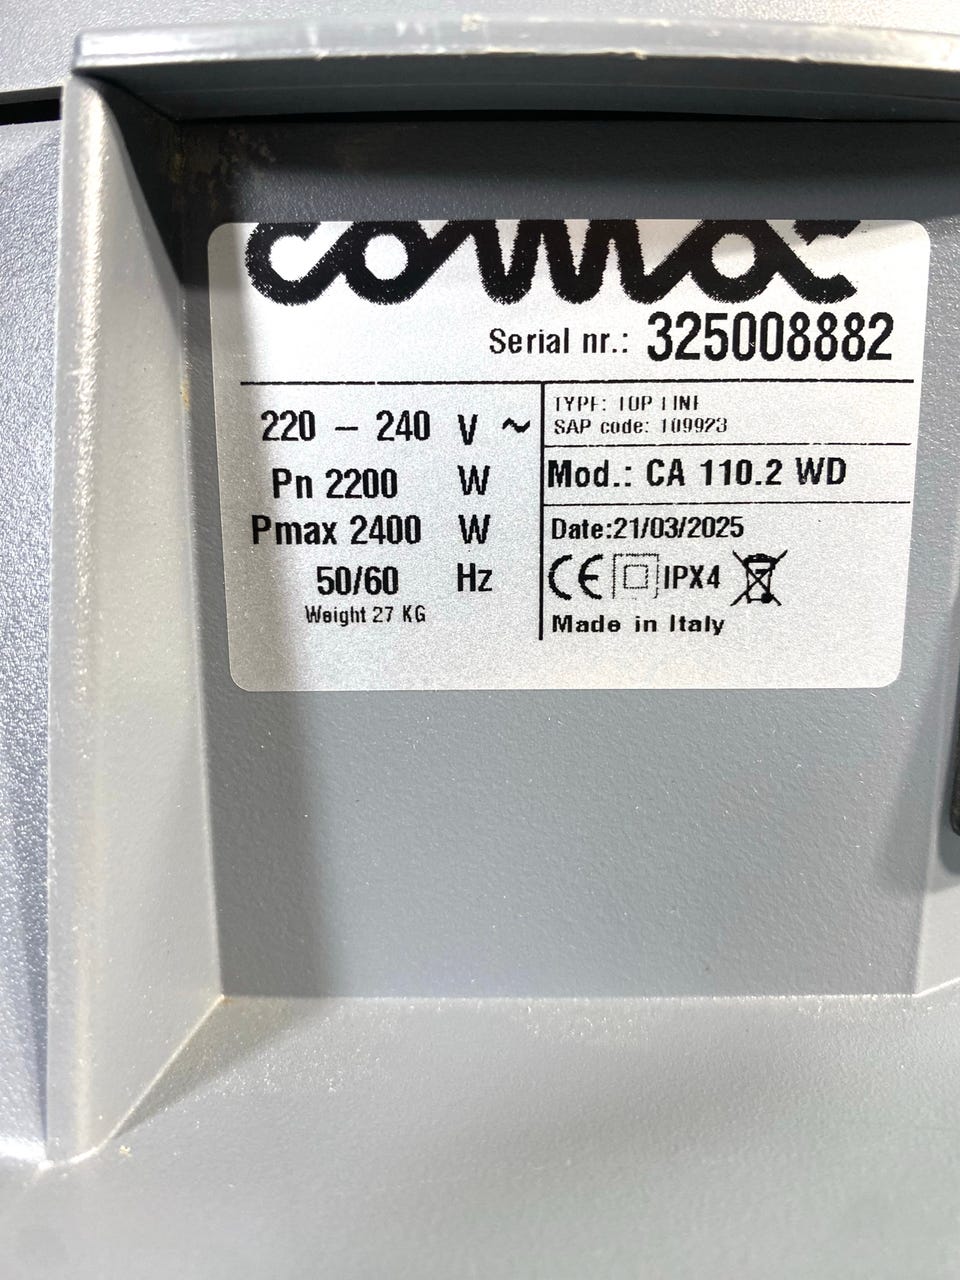 comac
Serial nr.: 325008882
220 – 240 V ~
Pn 2200 W
Pmax 2400 W
50/60 Hz
Weight 27 KG
TYPE: TOP LINE
SAP code: 109923
Mod.: CA 110.2 WD
Date:21/03/2025
CE IPX4
Made in Italy